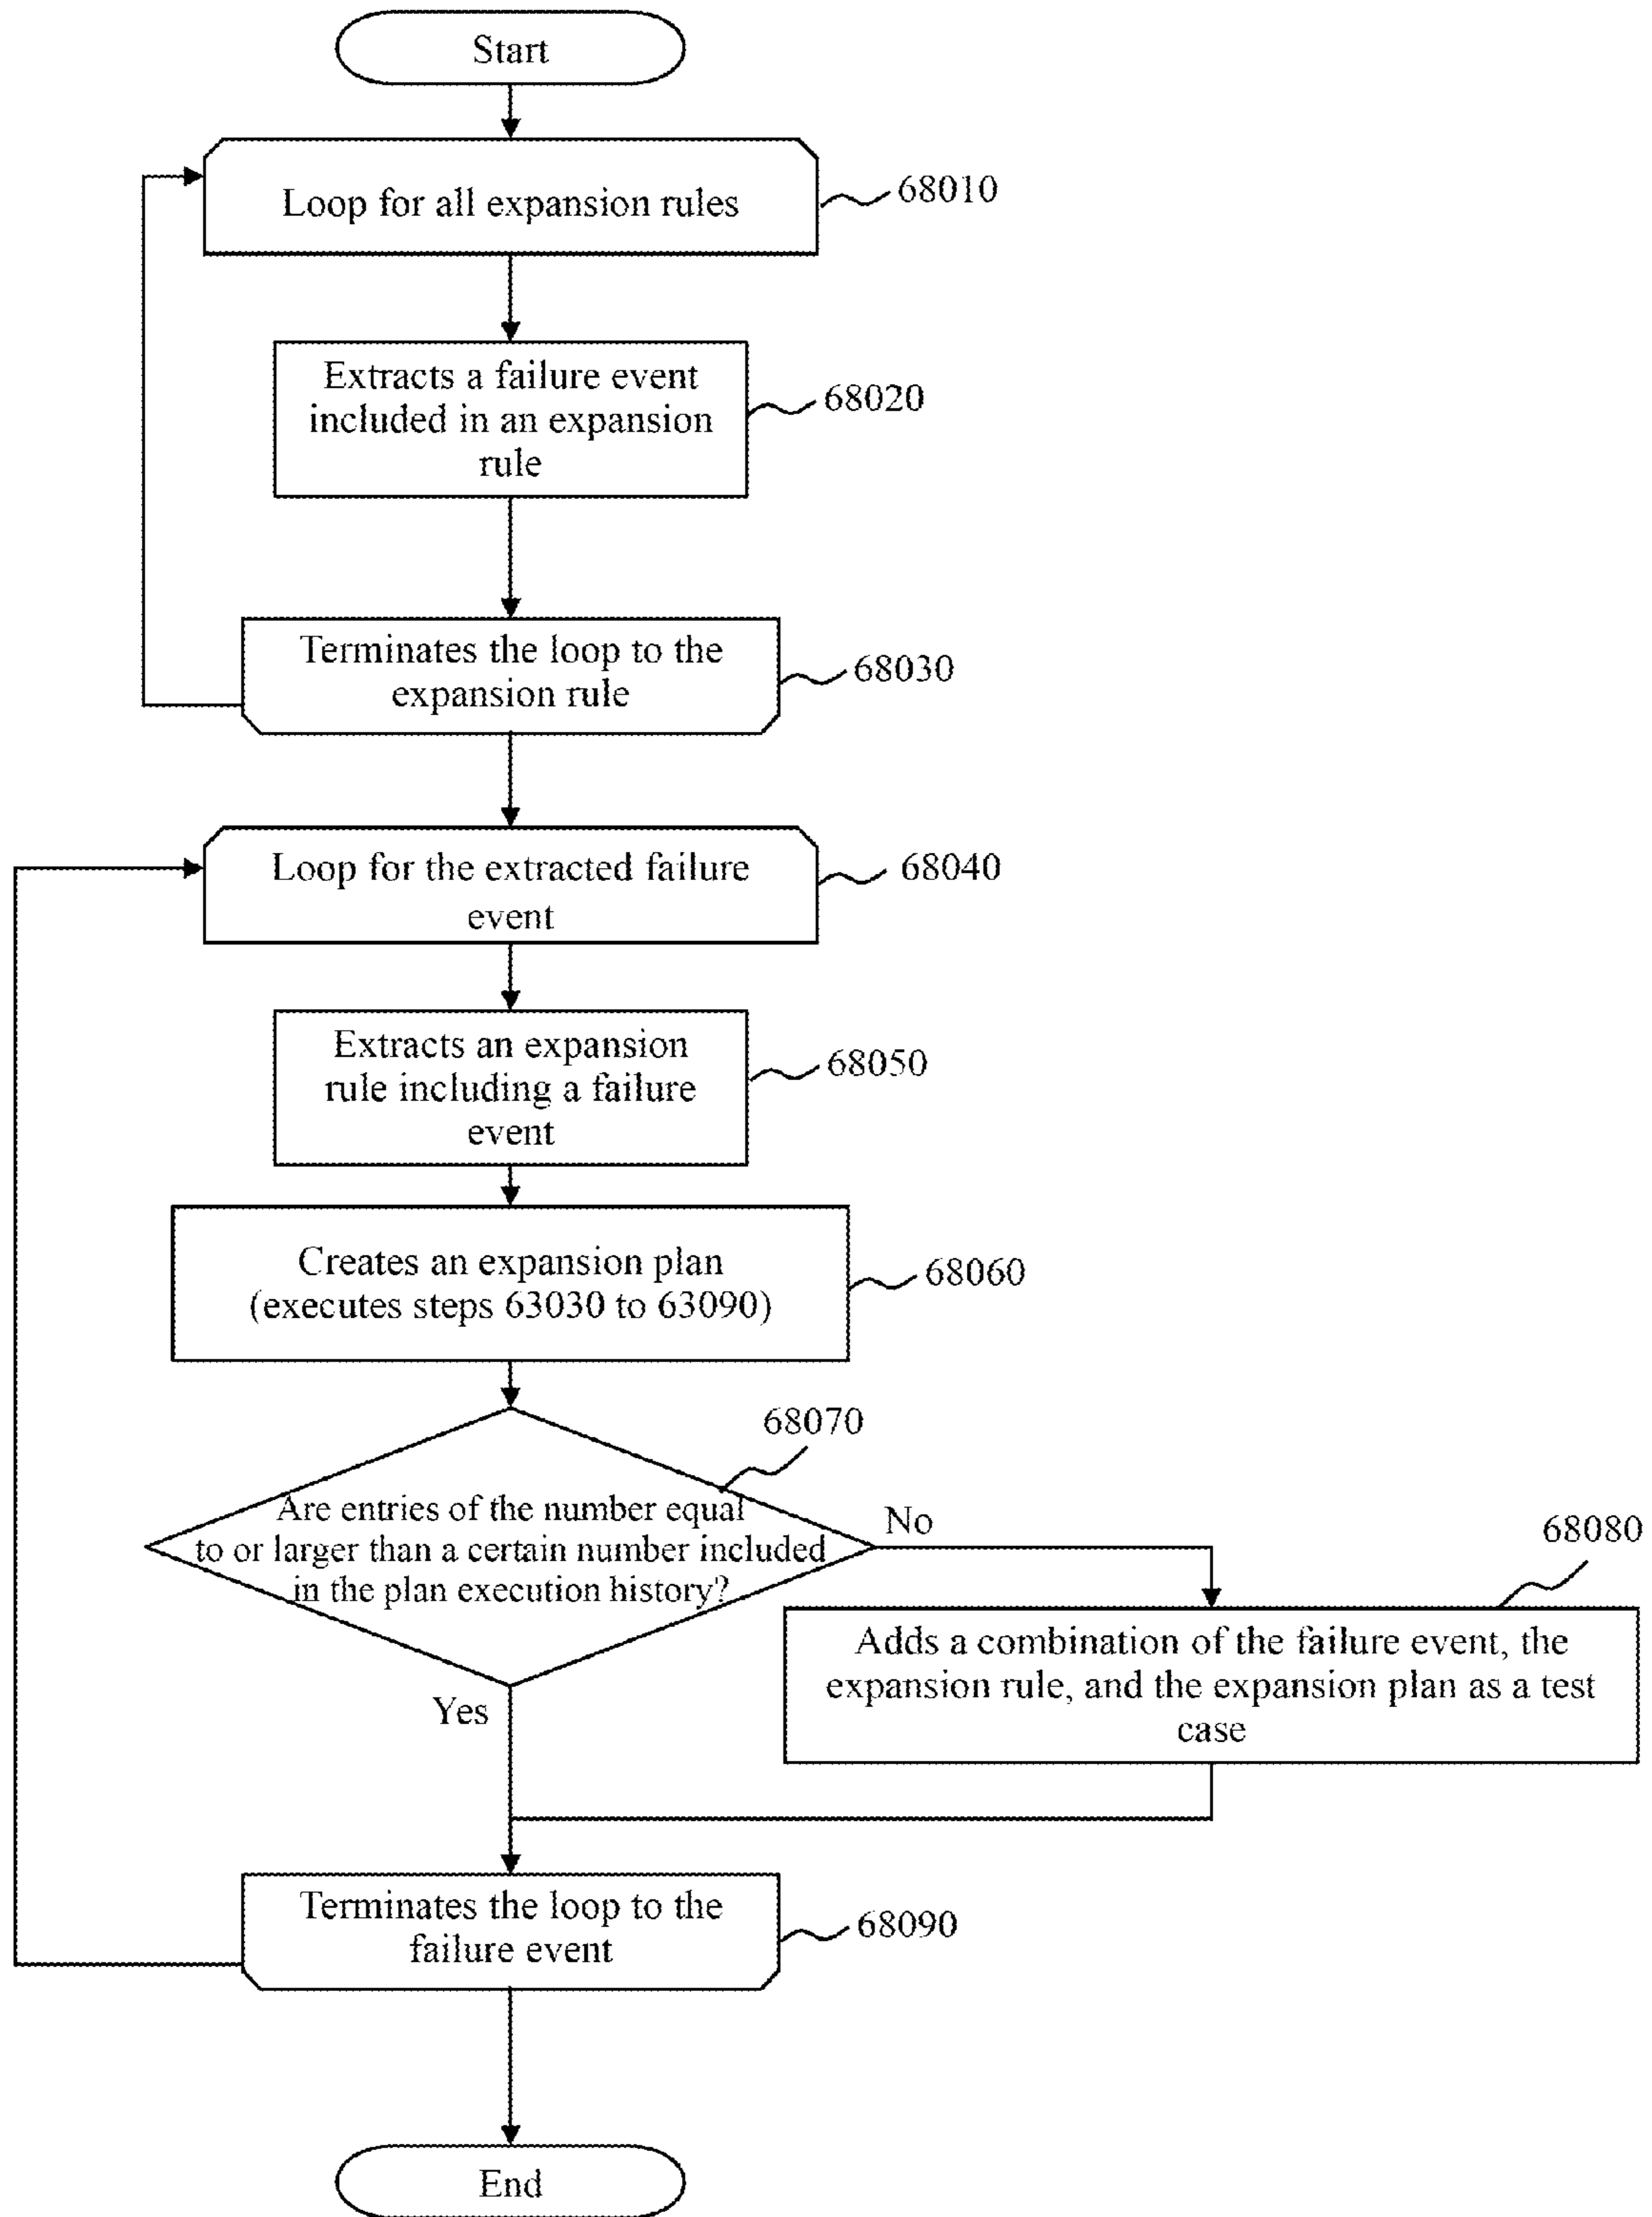 Start
Loop for all expansion rules
68010
Extracts a failure event
included in an expansion
rule
68020
Terminates the loop to the
expansion rule
68030
Loop for the extracted failure
event
68040
Extracts an expansion
rule including a failure
event
68050
Creates an expansion plan
(executes steps 63030 to 63090)
68060
68070
Are entries of the number equal
to or larger than a certain number included
in the plan execution history?
No
68080
Adds a combination of the failure event, the
expansion rule, and the expansion plan as a test
case
Yes
Terminates the loop to the
failure event
68090
End